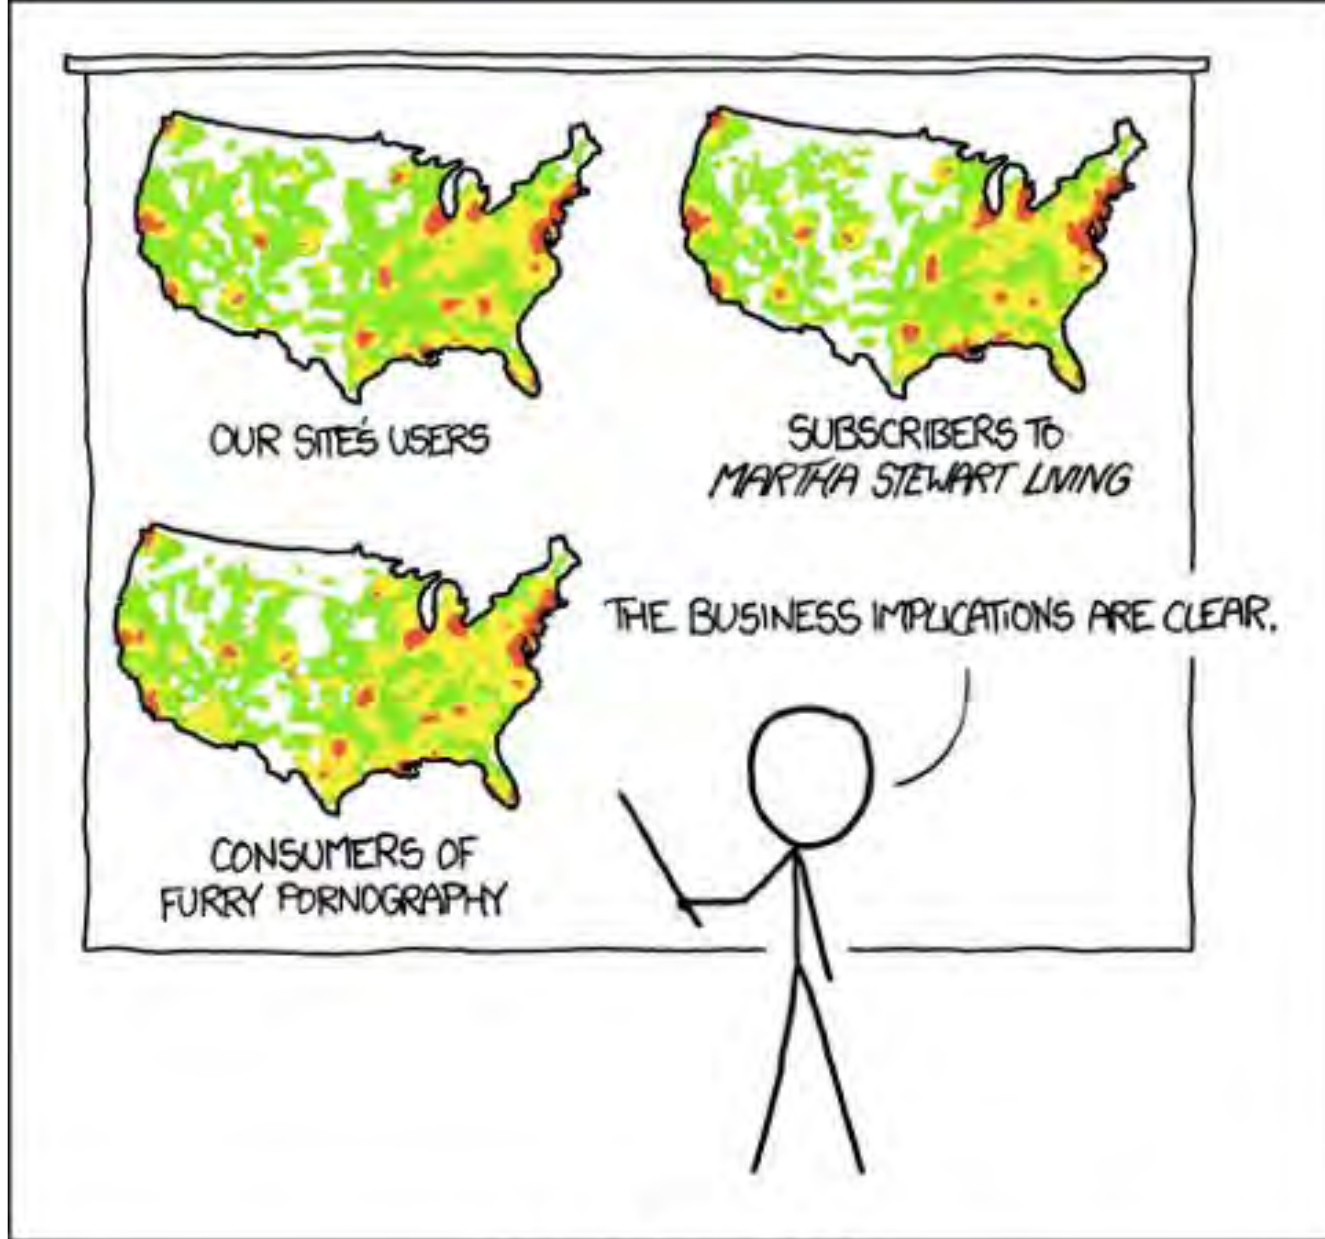 OUR SITE'S USERS
SUBSCRIBERS TO
MARTHA STEWART LIVING
THE BUSINESS IMPLICATIONS ARE CLEAR.
CONSUMERS OF
FURRY PORNOGRAPHY